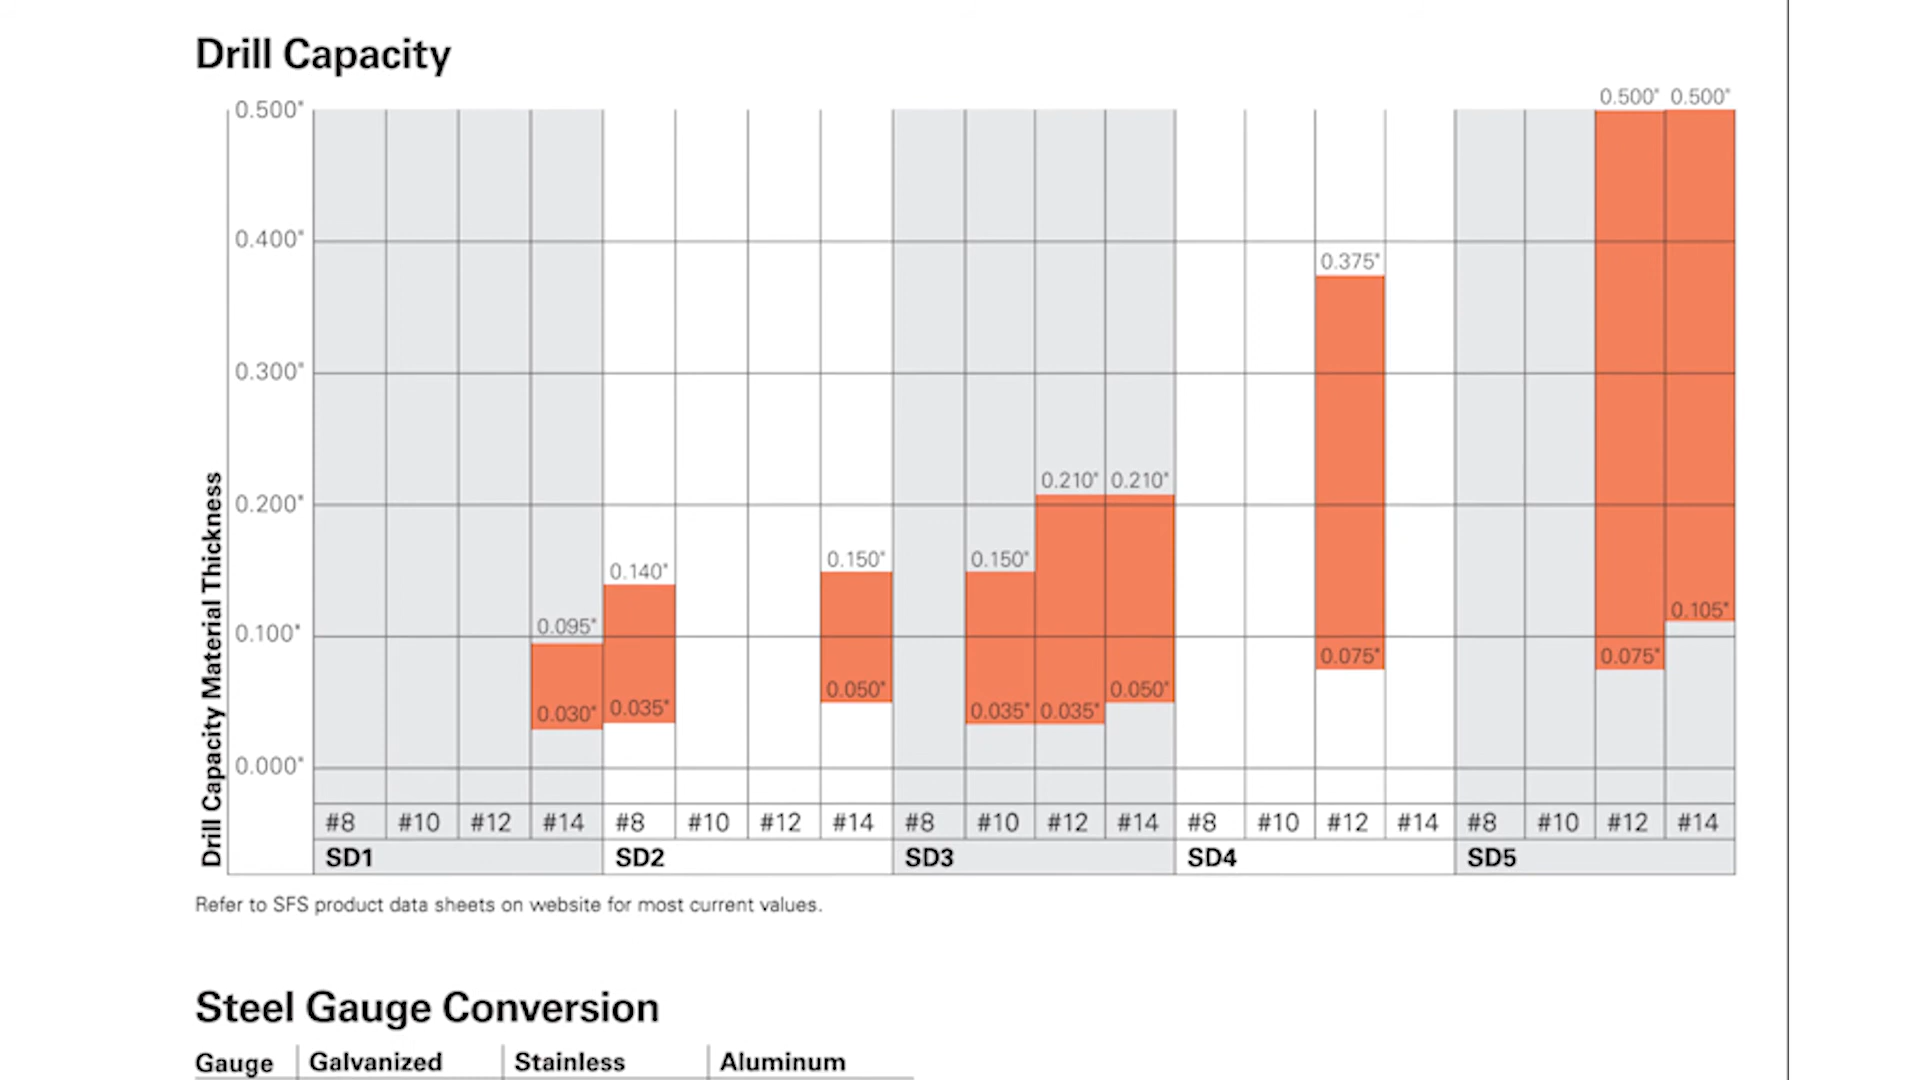 Drill Capacity
0.500" 0.500"
0.500"
0.400"
0.375"
0.300"
0.210" 0.210"
0.200"
0.150" 0.150"
0.140"
0.095"
0.105"
0.100"
0.075" 0.075"
0.050" 0.050"
0.030" 0.035" 0.035" 0.035"
0.000"
Drill Capacity Material Thickness
#8 #10 #12 #14 #8 #10 #12 #14 #8 #10 #12 #14 #8 #10 #12 #14 #8 #10 #12 #14
SD1 SD2 SD3 SD4 SD5
Refer to SFS product data sheets on website for most current values.
Steel Gauge Conversion
Gauge Galvanized Stainless Aluminum